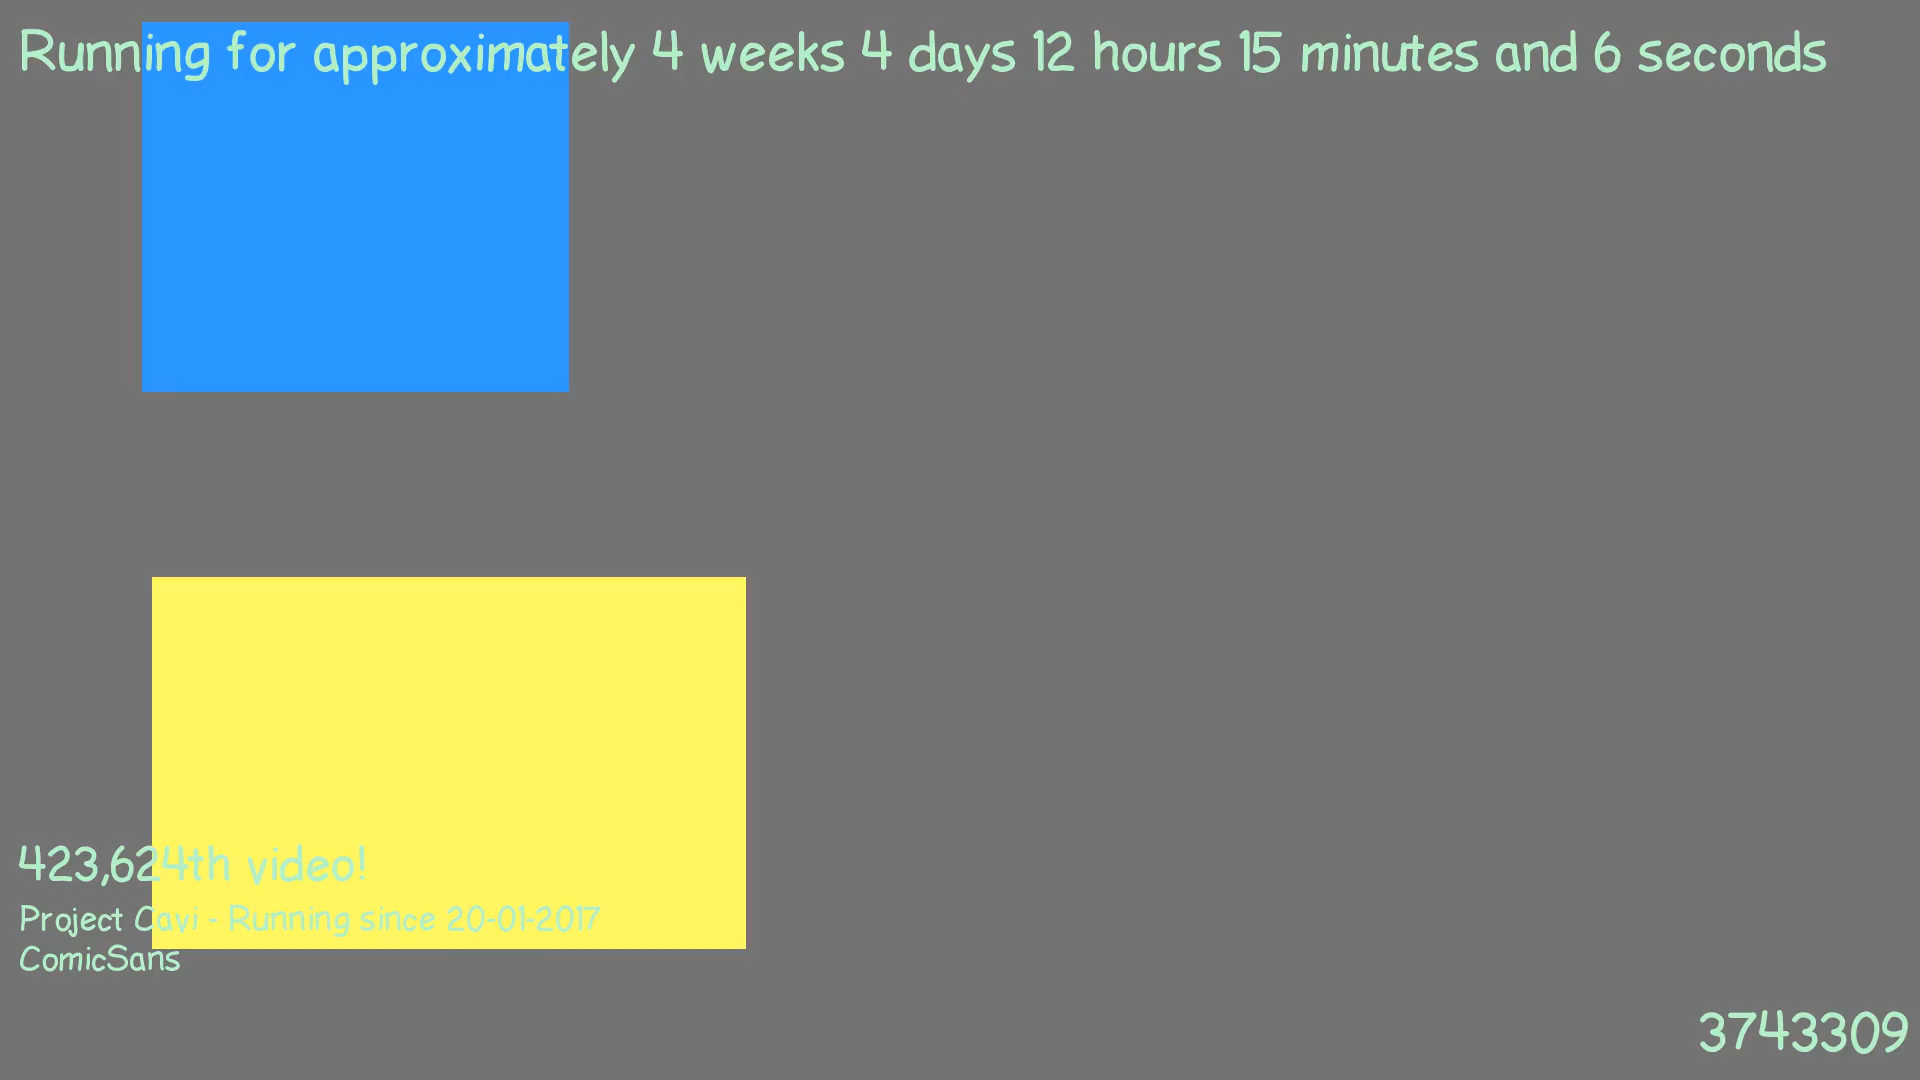 Running for approximately 4 weeks 4 days 12 hours 15 minutes and 6 seconds
423,624th video!
Project Cavi - Running since 20-01-2017
ComicSans
3743309